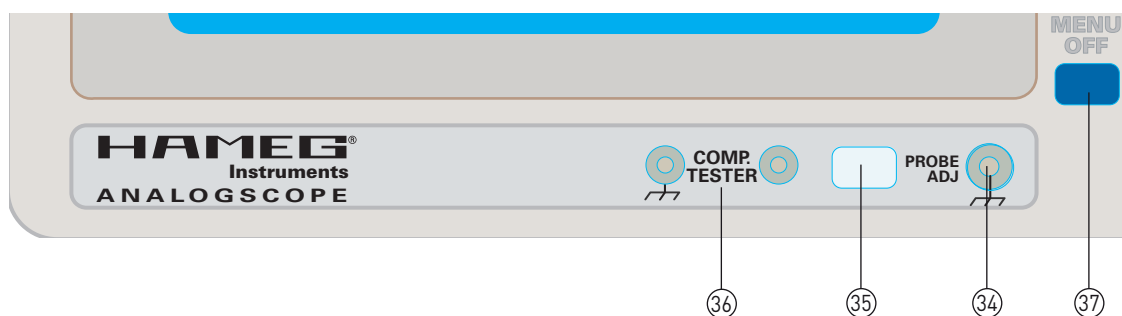 MENU
OFF
HAMEG®
Instruments
ANALOGSCOPE
COMP.
TESTER
PROBE
ADJ
36
35
34
37